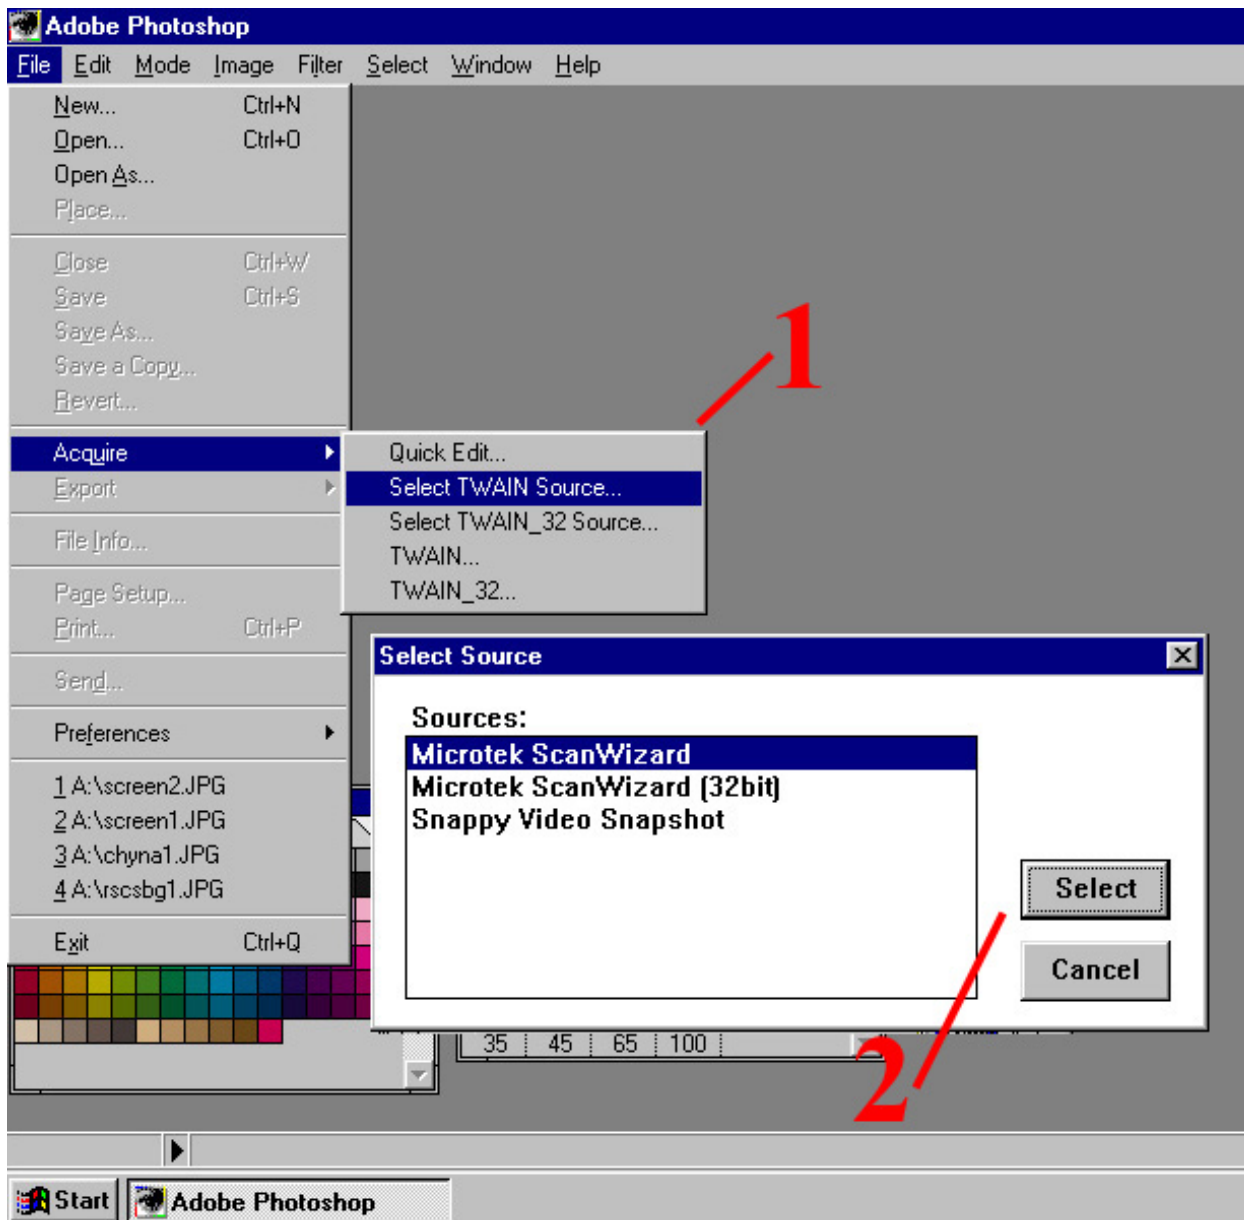 Adobe Photoshop
File Edit Mode Image Filter Select Window Help
New... Ctrl+N
Open... Ctrl+O
Open As...
Place...
Close Ctrl+W
Save Ctrl+S
Save As...
Save a Copy...
Revert...
Acquire
Export
File Info...
Page Setup...
Print... Ctrl+P
Send...
Preferences
1 A:\screen2.JPG
2 A:\screen1.JPG
3 A:\chyna1.JPG
4 A:\rscsbg1.JPG
Exit Ctrl+Q
1
Quick Edit...
Select TWAIN Source...
Select TWAIN_32 Source...
TWAIN...
TWAIN_32...
Select Source
Sources:
Microtek ScanWizard
Microtek ScanWizard (32bit)
Snappy Video Snapshot
Select
Cancel
2
35 45 65 100
Start Adobe Photoshop